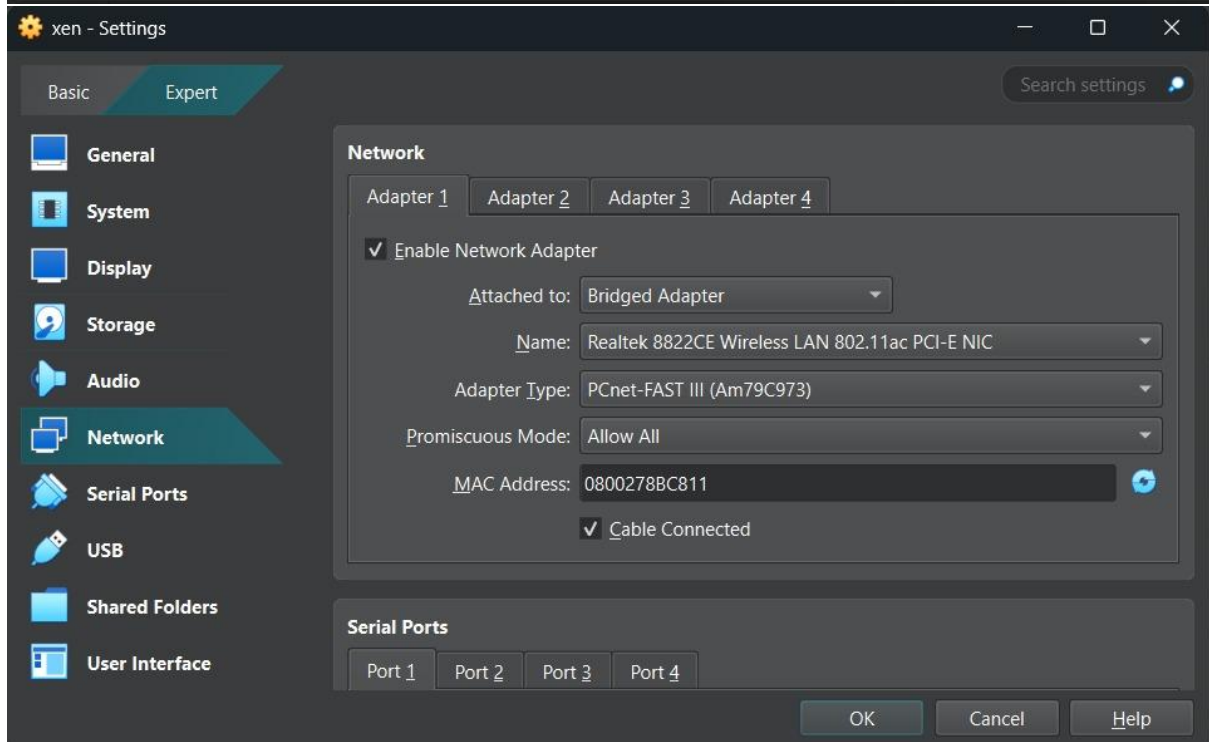 xen - Settings
Basic Expert Search settings
General
System
Display
Storage
Audio
Network
Serial Ports
USB
Shared Folders
User Interface
Network
Adapter 1 Adapter 2 Adapter 3 Adapter 4
Enable Network Adapter
Attached to: Bridged Adapter
Name: Realtek 8822CE Wireless LAN 802.11ac PCI-E NIC
Adapter Type: PCnet-FAST III (Am79C973)
Promiscuous Mode: Allow All
MAC Address: 0800278BC811
Cable Connected
Serial Ports
Port 1 Port 2 Port 3 Port 4
OK Cancel Help